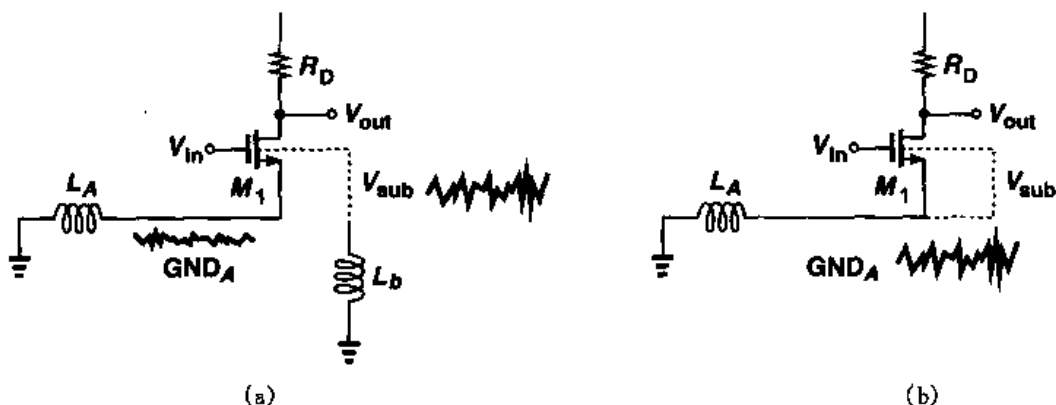 R_D
V_out
V_in
M_1
L_A
V_sub
GND_A
L_b
(a)
R_D
V_out
V_in
M_1
L_A
V_sub
GND_A
(b)